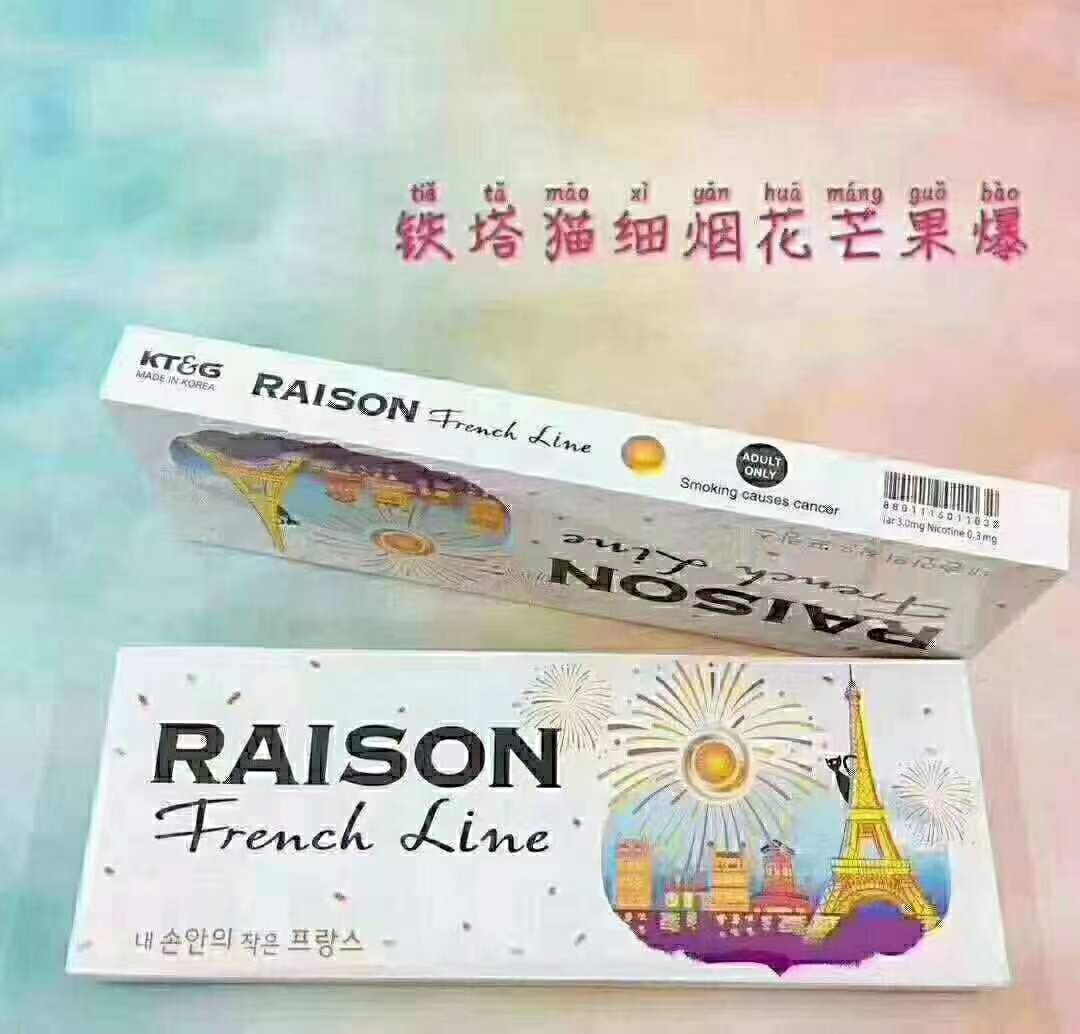 tiě tǎ māo xì yān huā máng guǒ bào
铁塔猫细烟花芒果爆
KT&G
MADE IN KOREA
RAISON French Line
ADULT ONLY
Smoking causes cancer
Tar 3.0mg Nicotine 0.3mg
RAISON
French Line
RAISON
French Line
내 손안의 작은 프랑스